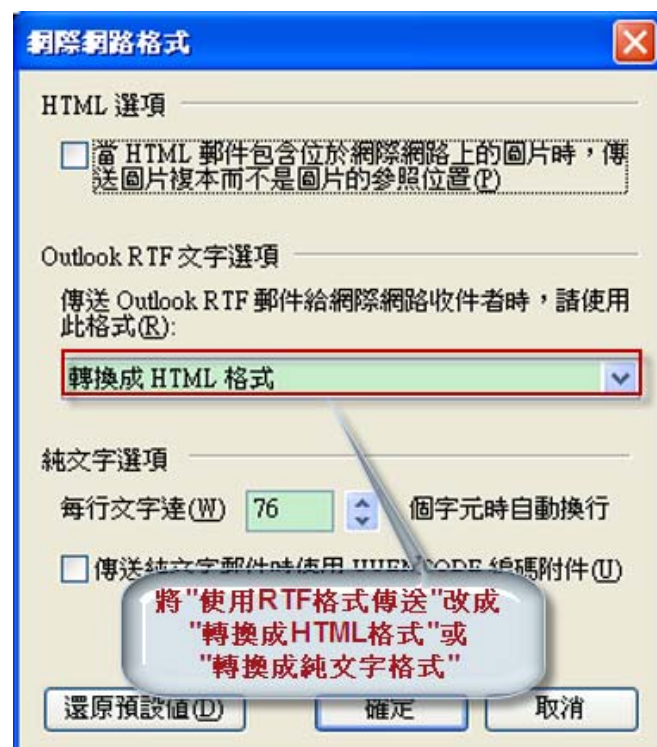 網際網路格式
HTML 選項
當 HTML 郵件包含位於網際網路上的圖片時，傳
送圖片複本而不是圖片的參照位置(P)
Outlook RTF 文字選項
傳送 Outlook RTF 郵件給網際網路收件者時，請使用
此格式(R):
轉換成 HTML 格式
純文字選項
每行文字達(W) 76 個字元時自動換行
傳送純文字郵件時使用 UUENCODE 編碼附件(U)
將"使用RTF格式傳送"改成
"轉換成HTML格式"或
"轉換成純文字格式"
還原預設值(D) 確定 取消